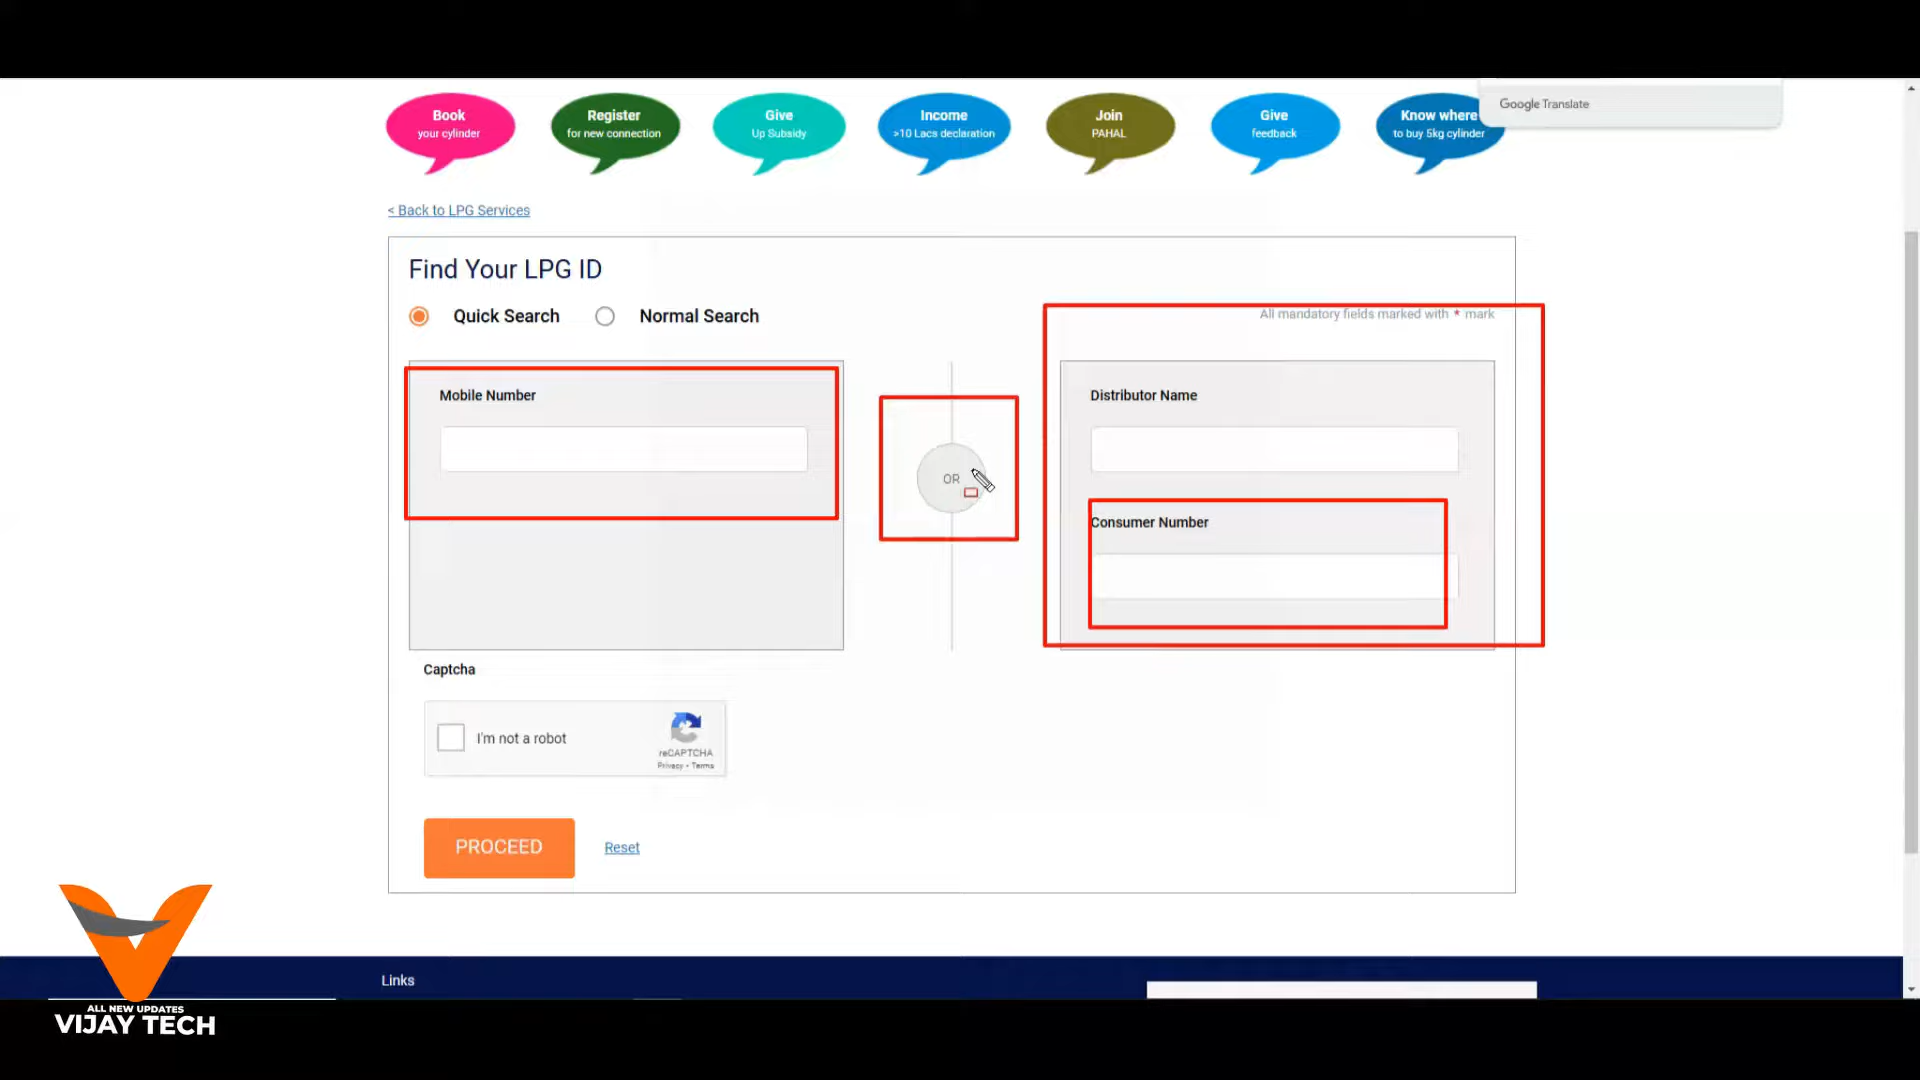 Book
your cylinder
Register
for new connection
Give
Up Subsidy
Income
>10 Lacs declaration
Join
PAHAL
Give
feedback
Know where
to buy 5kg cylinder
Google Translate
< Back to LPG Services
Find Your LPG ID
Quick Search
Normal Search
All mandatory fields marked with * mark
Mobile Number
OR
Distributor Name
Consumer Number
Captcha
I'm not a robot
reCAPTCHA
Privacy - Terms
PROCEED
Reset
Links
ALL NEW UPDATES
VIJAY TECH